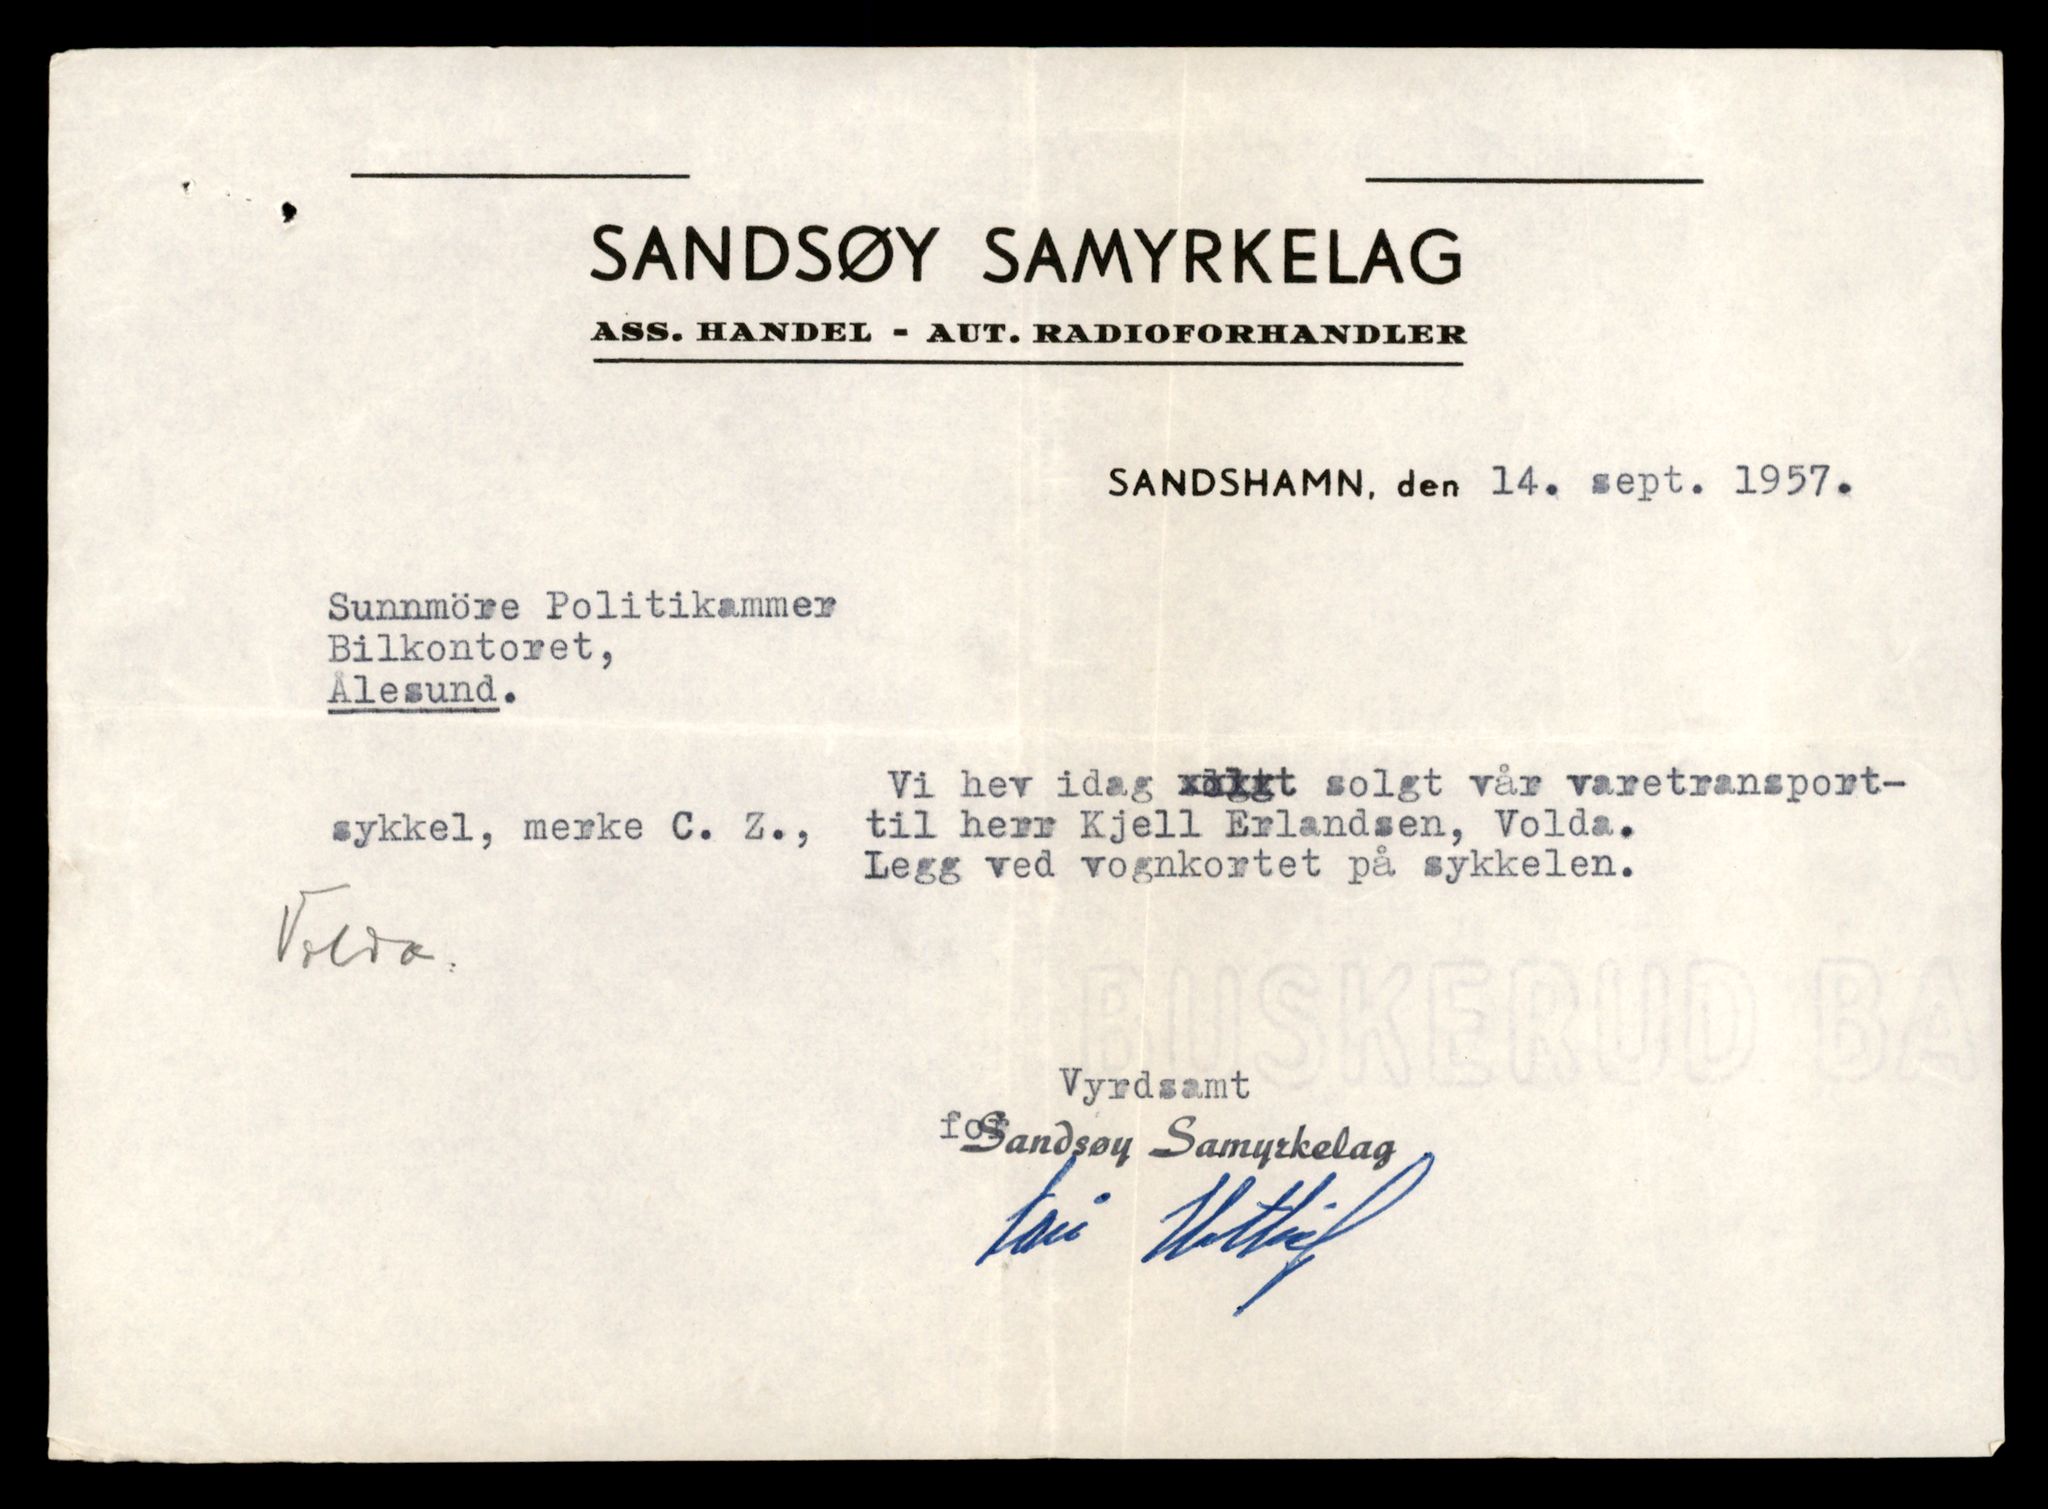 SANDSØY SAMYRKELAG
ASS. HANDEL - AUT. RADIOFORHANDLER
SANDSHAMN, den 14. sept. 1957.
Sunnmöre Politikammer
Bilkontoret,
Ålesund.
Vi hev idag solgt vår varetransport-
sykkel, merke C. Z., til herr Kjell Erlandsen, Volda.
Legg ved vognkortet på sykkelen.
Volda.
BUSKERUD BA
Vyrdsamt
for Sandsøy Samyrkelag